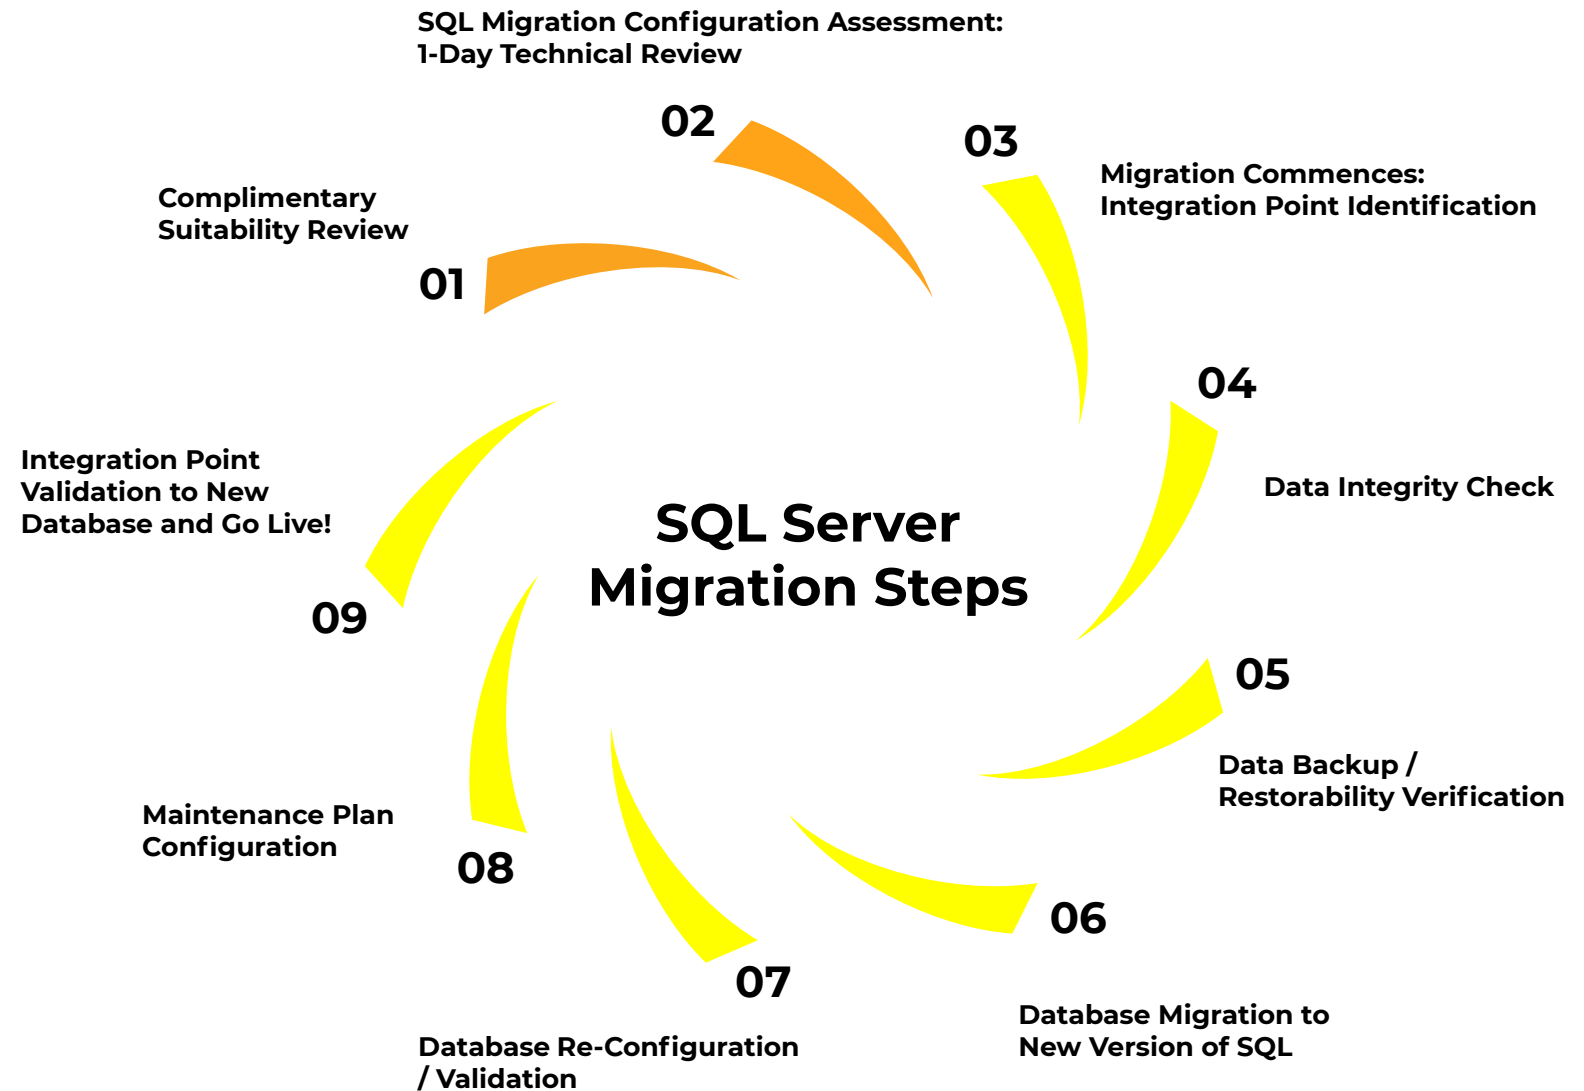 SQL Migration Configuration Assessment:
1-Day Technical Review
02
03
Migration Commences:
Integration Point Identification
Complimentary
Suitability Review
01
04
Data Integrity Check
Integration Point
Validation to New
Database and Go Live!
09
SQL Server
Migration Steps
05
Data Backup /
Restorability Verification
Maintenance Plan
Configuration
08
06
Database Migration to
New Version of SQL
07
Database Re-Configuration
/ Validation